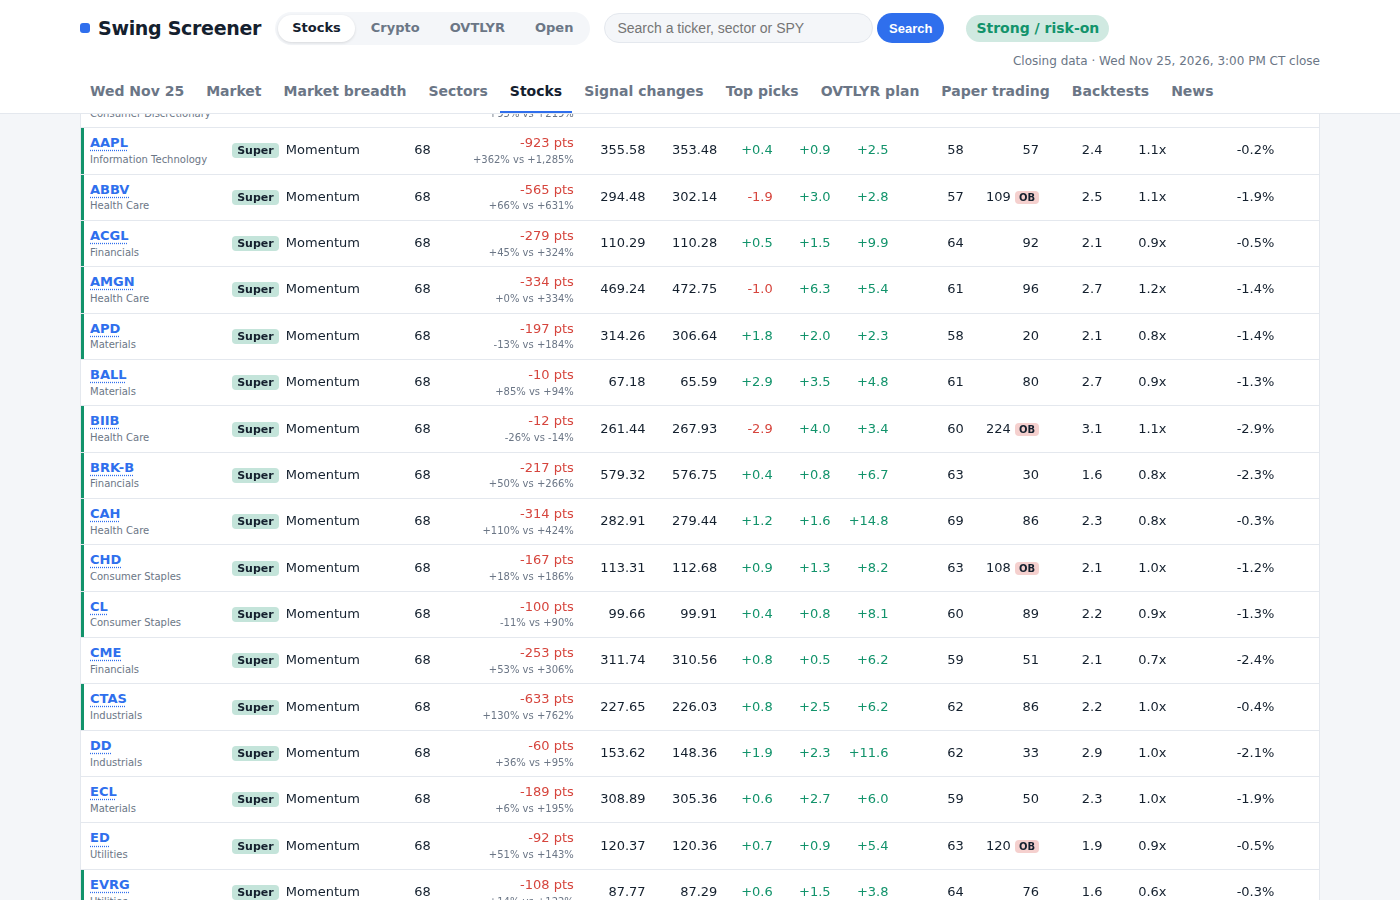 Swing Screener Stocks Crypto OVTLYR Open Search a ticker, sector or SPY Search Strong / risk-on
Closing data · Wed Nov 25, 2026, 3:00 PM CT close
Wed Nov 25 Market Market breadth Sectors Stocks Signal changes Top picks OVTLYR plan Paper trading Backtests News
Consumer Discretionary
AAPL Super Momentum 68 -923 pts 355.58 353.48 +0.4 +0.9 +2.5 58 57 2.4 1.1x -0.2%
Information Technology +362% vs +1,285%
ABBV Super Momentum 68 -565 pts 294.48 302.14 -1.9 +3.0 +2.8 57 109 OB 2.5 1.1x -1.9%
Health Care +66% vs +631%
ACGL Super Momentum 68 -279 pts 110.29 110.28 +0.5 +1.5 +9.9 64 92 2.1 0.9x -0.5%
Financials +45% vs +324%
AMGN Super Momentum 68 -334 pts 469.24 472.75 -1.0 +6.3 +5.4 61 96 2.7 1.2x -1.4%
Health Care +0% vs +334%
APD Super Momentum 68 -197 pts 314.26 306.64 +1.8 +2.0 +2.3 58 20 2.1 0.8x -1.4%
Materials -13% vs +184%
BALL Super Momentum 68 -10 pts 67.18 65.59 +2.9 +3.5 +4.8 61 80 2.7 0.9x -1.3%
Materials +85% vs +94%
BIIB Super Momentum 68 -12 pts 261.44 267.93 -2.9 +4.0 +3.4 60 224 OB 3.1 1.1x -2.9%
Health Care -26% vs -14%
BRK-B Super Momentum 68 -217 pts 579.32 576.75 +0.4 +0.8 +6.7 63 30 1.6 0.8x -2.3%
Financials +50% vs +266%
CAH Super Momentum 68 -314 pts 282.91 279.44 +1.2 +1.6 +14.8 69 86 2.3 0.8x -0.3%
Health Care +110% vs +424%
CHD Super Momentum 68 -167 pts 113.31 112.68 +0.9 +1.3 +8.2 63 108 OB 2.1 1.0x -1.2%
Consumer Staples +18% vs +186%
CL Super Momentum 68 -100 pts 99.66 99.91 +0.4 +0.8 +8.1 60 89 2.2 0.9x -1.3%
Consumer Staples -11% vs +90%
CME Super Momentum 68 -253 pts 311.74 310.56 +0.8 +0.5 +6.2 59 51 2.1 0.7x -2.4%
Financials +53% vs +306%
CTAS Super Momentum 68 -633 pts 227.65 226.03 +0.8 +2.5 +6.2 62 86 2.2 1.0x -0.4%
Industrials +130% vs +762%
DD Super Momentum 68 -60 pts 153.62 148.36 +1.9 +2.3 +11.6 62 33 2.9 1.0x -2.1%
Industrials +36% vs +95%
ECL Super Momentum 68 -189 pts 308.89 305.36 +0.6 +2.7 +6.0 59 50 2.3 1.0x -1.9%
Materials +6% vs +195%
ED Super Momentum 68 -92 pts 120.37 120.36 +0.7 +0.9 +5.4 63 120 OB 1.9 0.9x -0.5%
Utilities +51% vs +143%
EVRG Super Momentum 68 -108 pts 87.77 87.29 +0.6 +1.5 +3.8 64 76 1.6 0.6x -0.3%